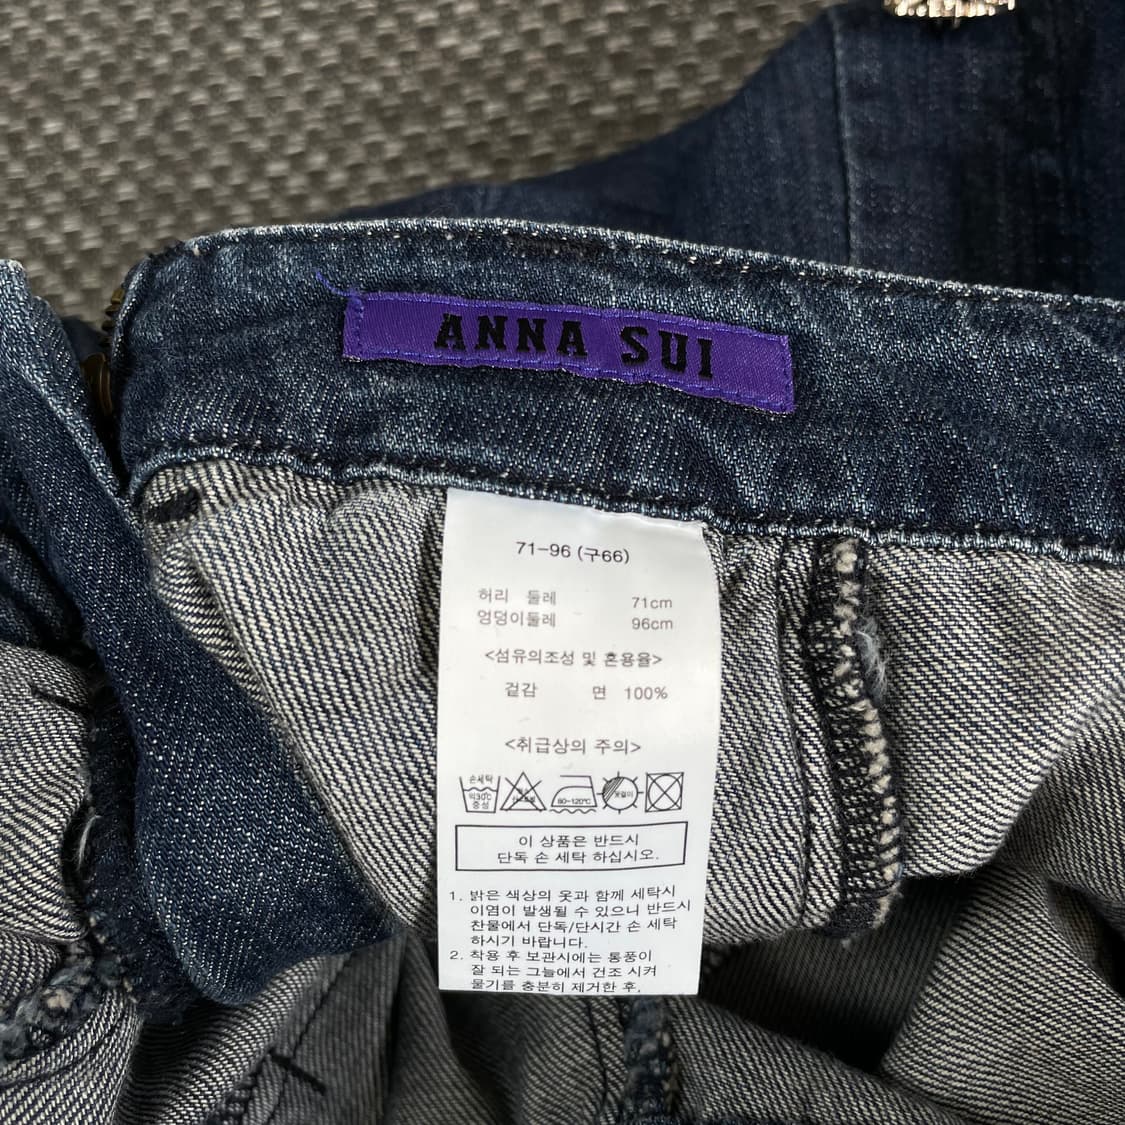 ANNA SUI
71-96 (구66)
허리 둘레 71cm
엉덩이둘레 96cm
<섬유의조성 및 혼용율>
겉감 면 100%
<취급상의 주의>
손세탁
약30℃
중성
80~120℃
옷걸이
이 상품은 반드시
단독 손 세탁 하십시오.
1. 밝은 색상의 옷과 함께 세탁시
이염이 발생될 수 있으니 반드시
찬물에서 단독/단시간 손 세탁
하시기 바랍니다.
2. 착용 후 보관시에는 통풍이
잘 되는 그늘에서 건조 시켜
물기를 충분히 제거한 후,